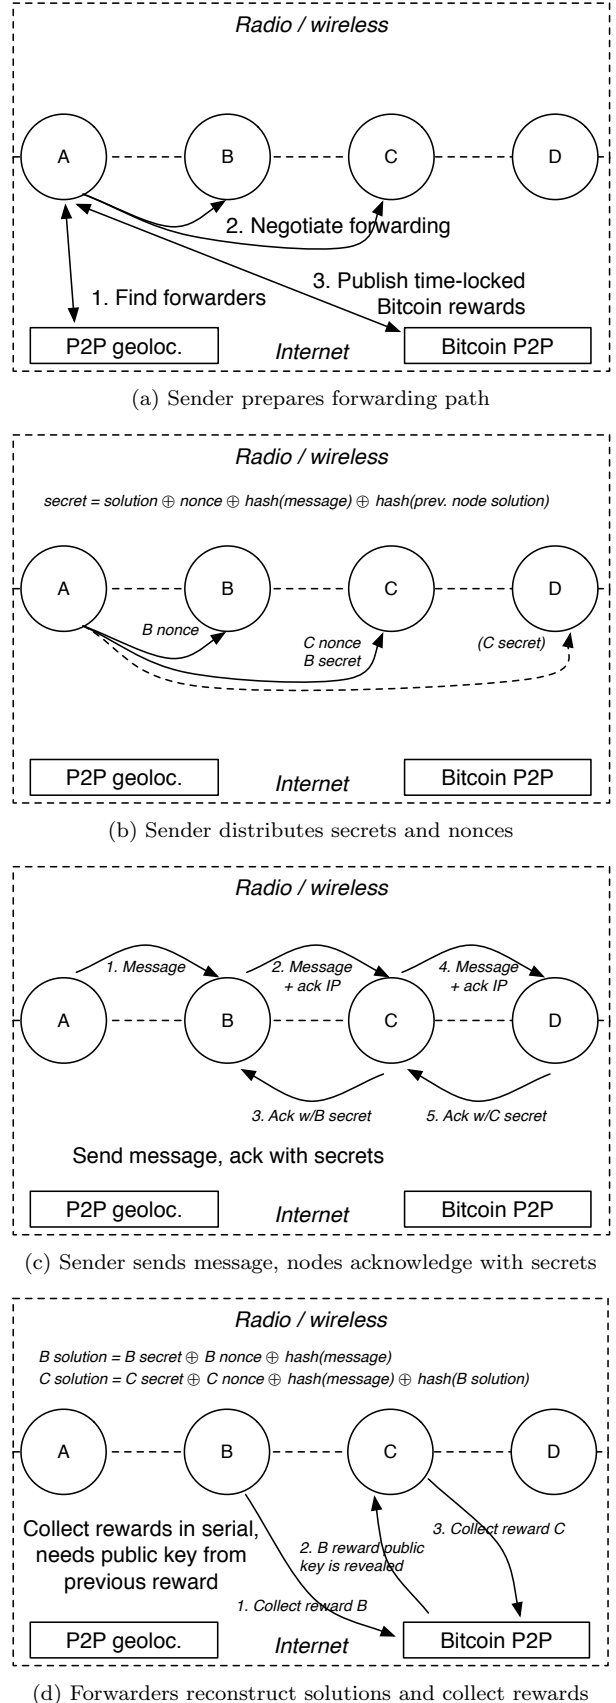 Radio / wireless
A
B
C
D
2. Negotiate forwarding
1. Find forwarders
3. Publish time-locked
Bitcoin rewards
P2P geoloc.
Internet
Bitcoin P2P
(a) Sender prepares forwarding path
Radio / wireless
secret = solution ⊕ nonce ⊕ hash(message) ⊕ hash(prev. node solution)
A
B
C
D
B nonce
C nonce
B secret
(C secret)
P2P geoloc.
Internet
Bitcoin P2P
(b) Sender distributes secrets and nonces
Radio / wireless
1. Message
2. Message
+ ack IP
4. Message
+ ack IP
A
B
C
D
3. Ack w/B secret
5. Ack w/C secret
Send message, ack with secrets
P2P geoloc.
Internet
Bitcoin P2P
(c) Sender sends message, nodes acknowledge with secrets
Radio / wireless
B solution = B secret ⊕ B nonce ⊕ hash(message)
C solution = C secret ⊕ C nonce ⊕ hash(message) ⊕ hash(B solution)
A
B
C
D
Collect rewards in serial,
needs public key from
previous reward
2. B reward public
key is revealed
3. Collect reward C
1. Collect reward B
P2P geoloc.
Internet
Bitcoin P2P
(d) Forwarders reconstruct solutions and collect rewards